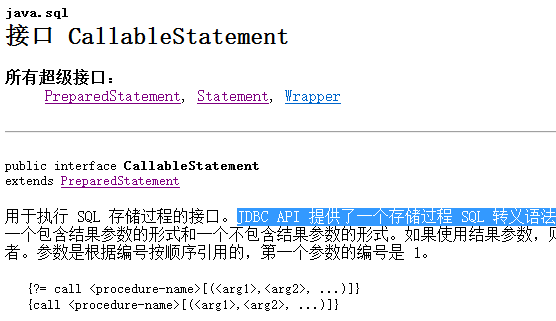 java.sql
接口 CallableStatement
所有超级接口：
PreparedStatement, Statement, Wrapper
public interface CallableStatement
extends PreparedStatement
用于执行 SQL 存储过程的接口。JDBC API 提供了一个存储过程 SQL 转义语法
一个包含结果参数的形式和一个不包含结果参数的形式。如果使用结果参数，则
者。参数是根据编号按顺序引用的，第一个参数的编号是 1。
{?= call <procedure-name>[(<arg1>,<arg2>, ...)]}
{call <procedure-name>[(<arg1>,<arg2>, ...)]}